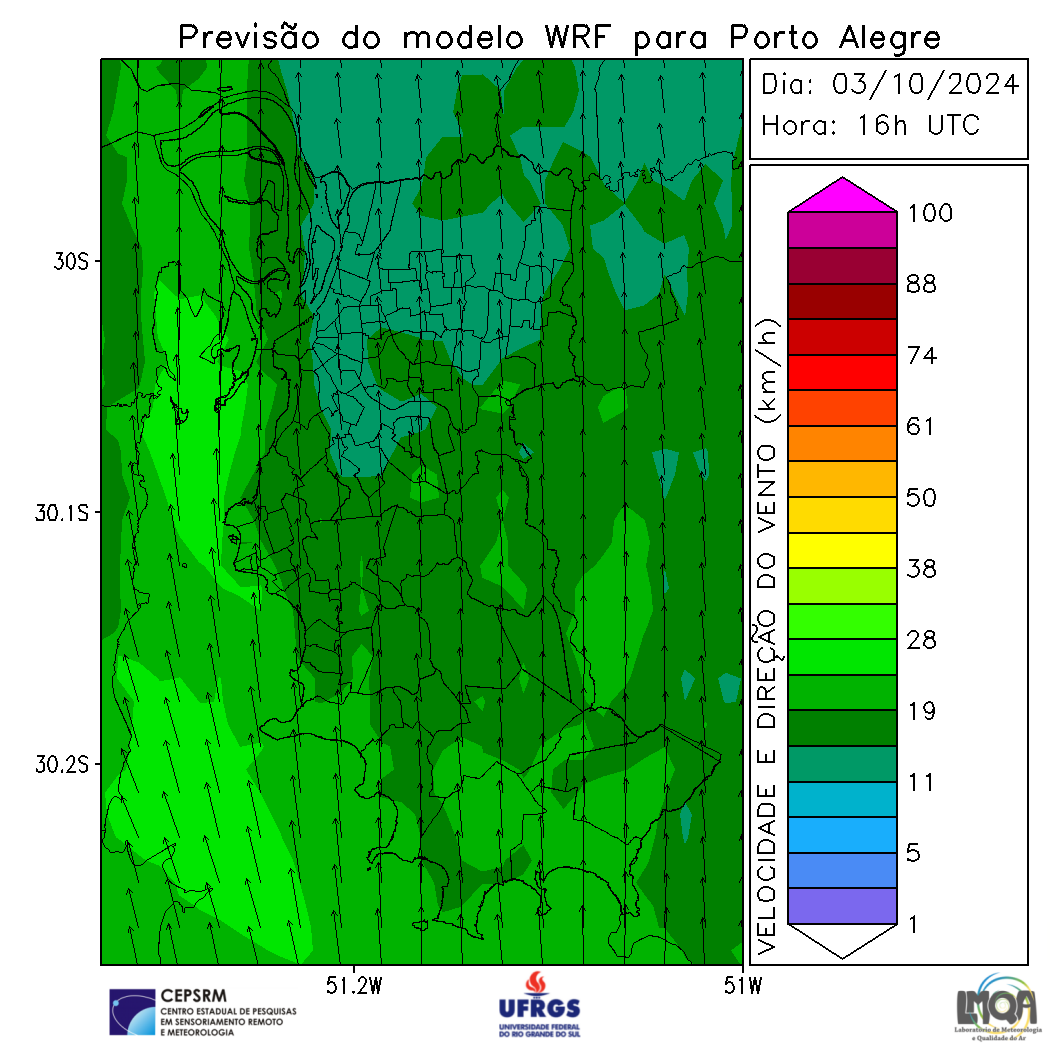 Previsão do modelo WRF para Porto Alegre
Dia: 03/10/2024
Hora: 16h UTC
30S
30.1S
30.2S
51.2W
51W
VELOCIDADE E DIREÇÃO DO VENTO (km/h)
100
88
74
61
50
38
28
19
11
5
1
CEPSRM
CENTRO ESTADUAL DE PESQUISAS
EM SENSORIAMENTO REMOTO
E METEOROLOGIA
UFRGS
UNIVERSIDADE FEDERAL
DO RIO GRANDE DO SUL
LMQA
Laboratório de Meteorologia
e Qualidade do Ar